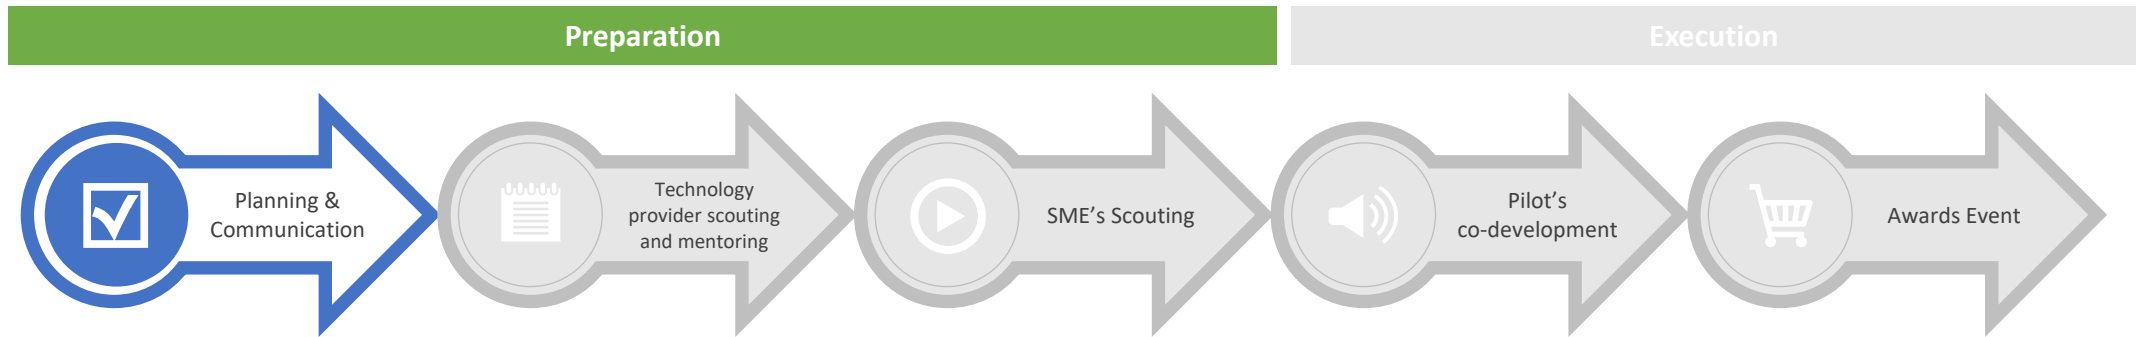 Preparation
Execution
Planning &
Communication
Technology
provider scouting
and mentoring
SME's Scouting
Pilot's
co-development
Awards Event